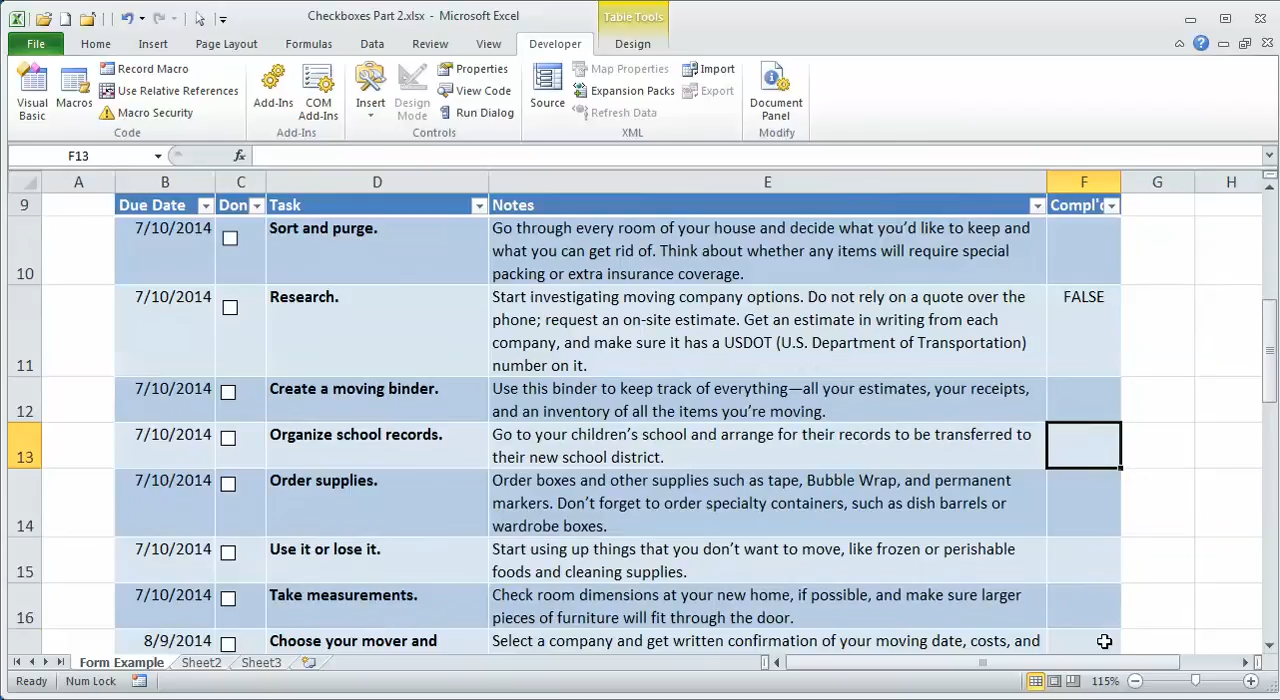 Checkboxes Part 2.xlsx - Microsoft Excel
Table Tools
File Home Insert Page Layout Formulas Data Review View Developer Design
Visual Basic
Macros
Record Macro
Use Relative References
Macro Security
Code
Add-Ins
COM Add-Ins
Add-Ins
Insert
Design Mode
Properties
View Code
Run Dialog
Controls
Source
Map Properties
Expansion Packs
Refresh Data
Import
Export
XML
Document Panel
Modify
F13 fx
A B C D E F G H
9 Due Date Don Task Notes Compl'd
10 7/10/2014 Sort and purge. Go through every room of your house and decide what you'd like to keep and
what you can get rid of. Think about whether any items will require special
packing or extra insurance coverage.
11 7/10/2014 Research. Start investigating moving company options. Do not rely on a quote over the FALSE
phone; request an on-site estimate. Get an estimate in writing from each
company, and make sure it has a USDOT (U.S. Department of Transportation)
number on it.
12 7/10/2014 Create a moving binder. Use this binder to keep track of everything—all your estimates, your receipts,
and an inventory of all the items you're moving.
13 7/10/2014 Organize school records. Go to your children's school and arrange for their records to be transferred to
their new school district.
14 7/10/2014 Order supplies. Order boxes and other supplies such as tape, Bubble Wrap, and permanent
markers. Don't forget to order specialty containers, such as dish barrels or
wardrobe boxes.
15 7/10/2014 Use it or lose it. Start using up things that you don't want to move, like frozen or perishable
foods and cleaning supplies.
16 7/10/2014 Take measurements. Check room dimensions at your new home, if possible, and make sure larger
pieces of furniture will fit through the door.
8/9/2014 Choose your mover and Select a company and get written confirmation of your moving date, costs, and
Form Example Sheet2 Sheet3
Ready Num Lock 115%